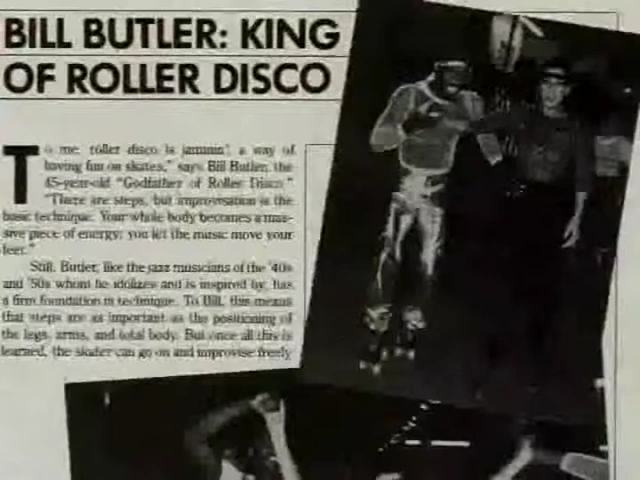 BILL BUTLER: KING
OF ROLLER DISCO
To me, roller disco is jammin', a way of
having fun on skates," says Bill Butler, the
45-year-old "Godfather of Roller Disco."
"There are steps, but improvisation is the
basic technique. Your whole body becomes a mas-
sive piece of energy; you let the music move your
feet."
Still, Butler, like the jazz musicians of the '40s
and '50s whom he idolizes and is inspired by, has
a firm foundation in technique. To Bill, this means
that steps are as important as the positioning of
the legs, arms, and total body. But once all this is
learned, the skater can go on and improvise freely